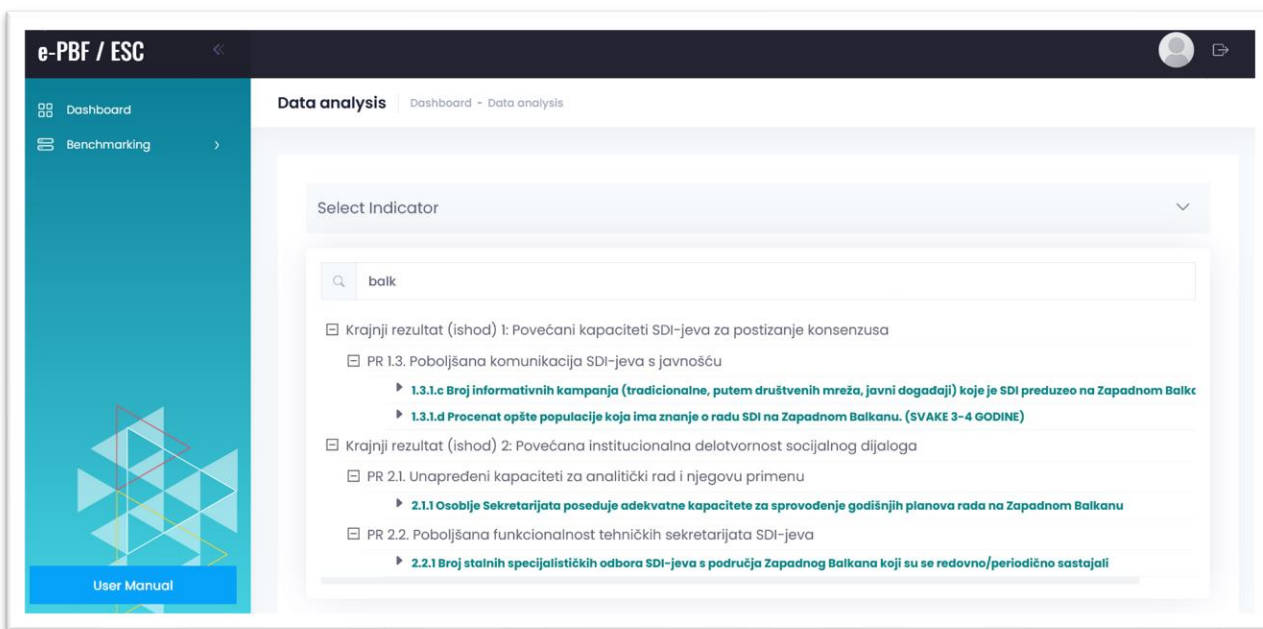 e-PBF / ESC
Dashboard
Benchmarking
Data analysis
Dashboard - Data analysis
Select Indicator
balk
Krajnji rezultat (ishod) 1: Povećani kapaciteti SDI-jeva za postizanje konsenzusa
PR 1.3. Poboljšana komunikacija SDI-jeva s javnošću
1.3.1.c Broj informativnih kampanja (tradicionalne, putem društvenih mreža, javni događaji) koje je SDI preduzeo na Zapadnom Balkc
1.3.1.d Procenat opšte populacije koja ima znanje o radu SDI na Zapadnom Balkanu. (SVAKE 3-4 GODINE)
Krajnji rezultat (ishod) 2: Povećana institucionalna delotvornost socijalnog dijaloga
PR 2.1. Unapređeni kapaciteti za analitički rad i njegovu primenu
2.1.1 Osoblje Sekretarijata poseduje adekvatne kapacitete za sprovođenje godišnjih planova rada na Zapadnom Balkanu
PR 2.2. Poboljšana funkcionalnost tehničkih sekretarijata SDI-jeva
2.2.1 Broj stalnih specijalističkih odbora SDI-jeva s područja Zapadnog Balkana koji su se redovno/periodično sastajali
User Manual